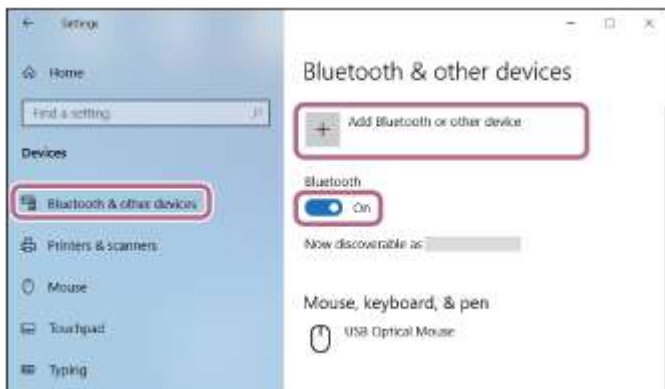 Settings
Home
Find a setting
Devices
Bluetooth & other devices
Printers & scanners
Mouse
Touchpad
Typing
Bluetooth & other devices
Add Bluetooth or other device
Bluetooth
On
Now discoverable as
Mouse, keyboard, & pen
USB Optical Mouse